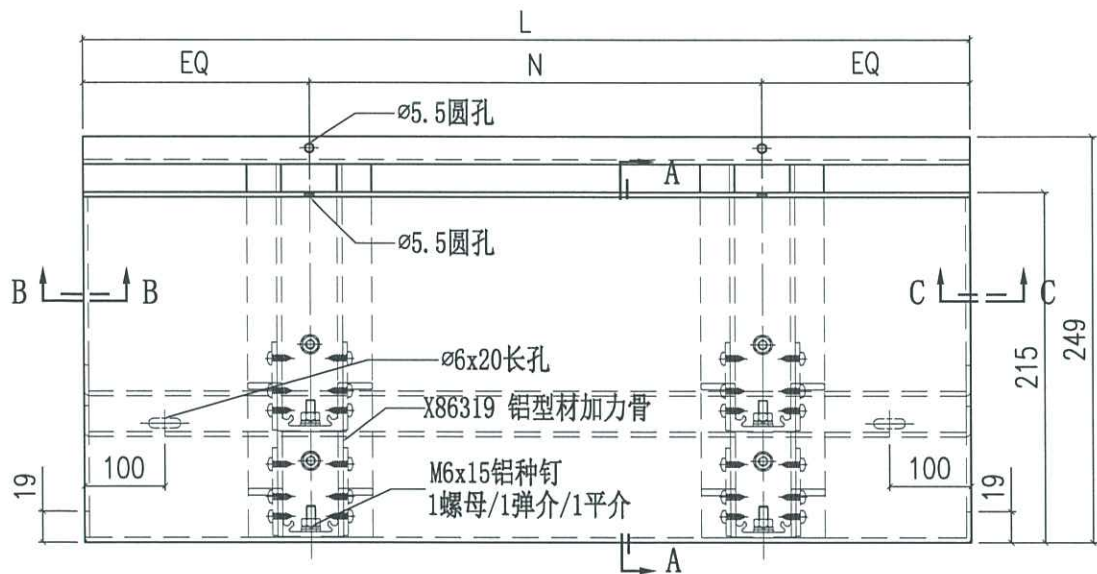 L
EQ
N
EQ
ø5.5圆孔
A
ø5.5圆孔
B
B
C
C
249
215
ø6x20长孔
X86319 铝型材加力骨
100
M6x15铝种钉
1螺母/1弹介/1平介
100
19
19
A